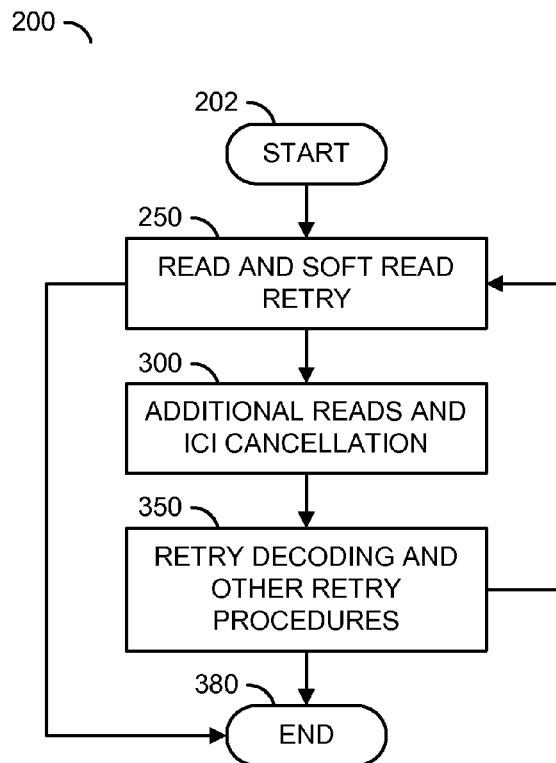 200
202
START
250
READ AND SOFT READ
RETRY
300
ADDITIONAL READS AND
ICI CANCELLATION
350
RETRY DECODING AND
OTHER RETRY
PROCEDURES
380
END